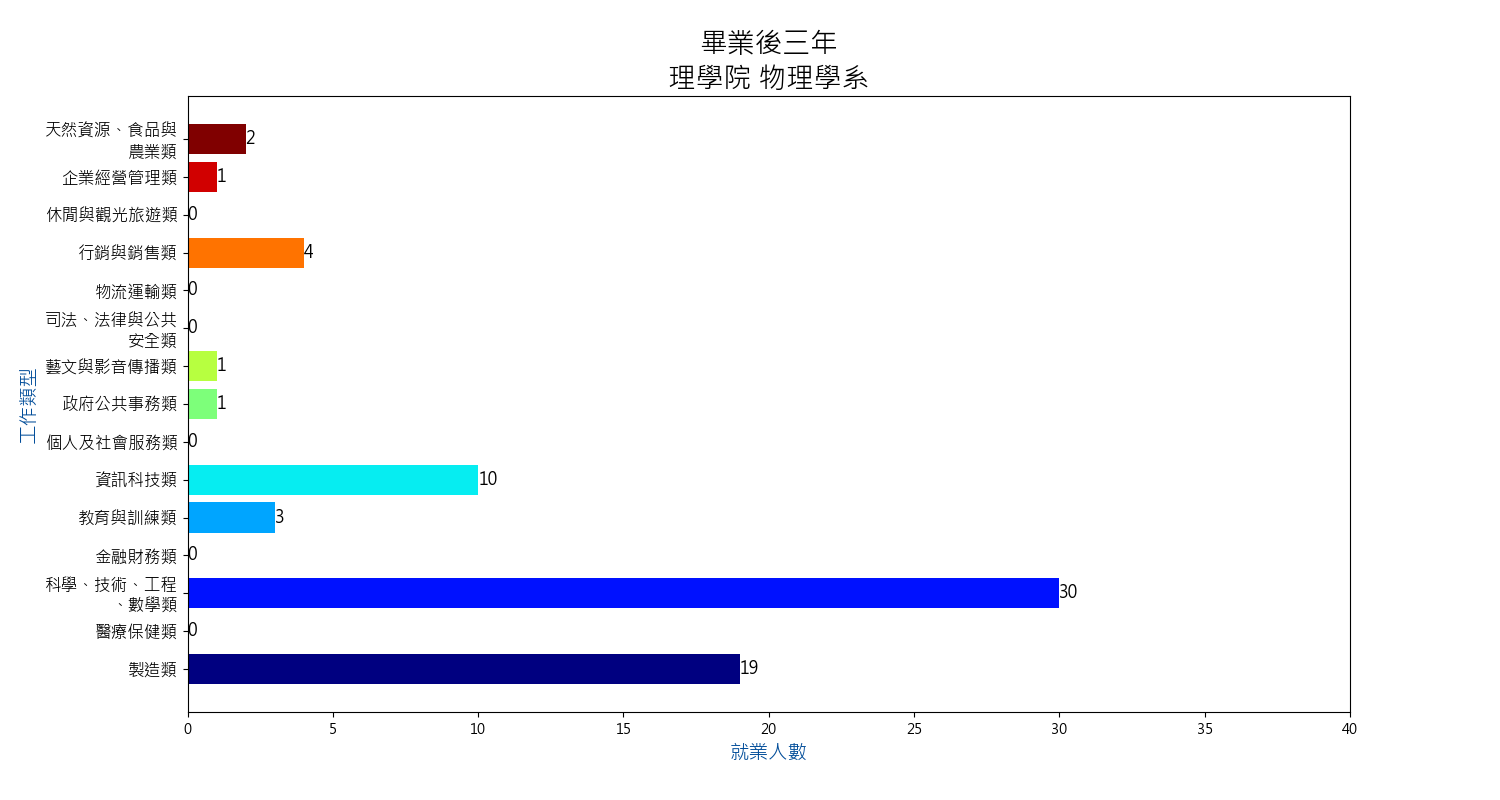 畢業後三年
理學院 物理學系
天然資源、食品與
農業類
2
企業經營管理類
1
休閒與觀光旅遊類
0
行銷與銷售類
4
物流運輸類
0
司法、法律與公共
安全類
0
藝文與影音傳播類
1
政府公共事務類
1
個人及社會服務類
0
資訊科技類
10
教育與訓練類
3
金融財務類
0
科學、技術、工程
、數學類
30
醫療保健類
0
製造類
19
工作類型
0 5 10 15 20 25 30 35 40
就業人數